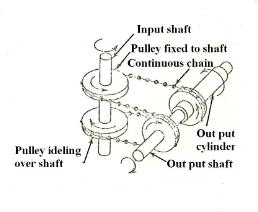 Input shaft
Pulley fixed to shaft
Continuous chain
Out put
cylinder
Pulley ideling
over shaft
Out put shaft